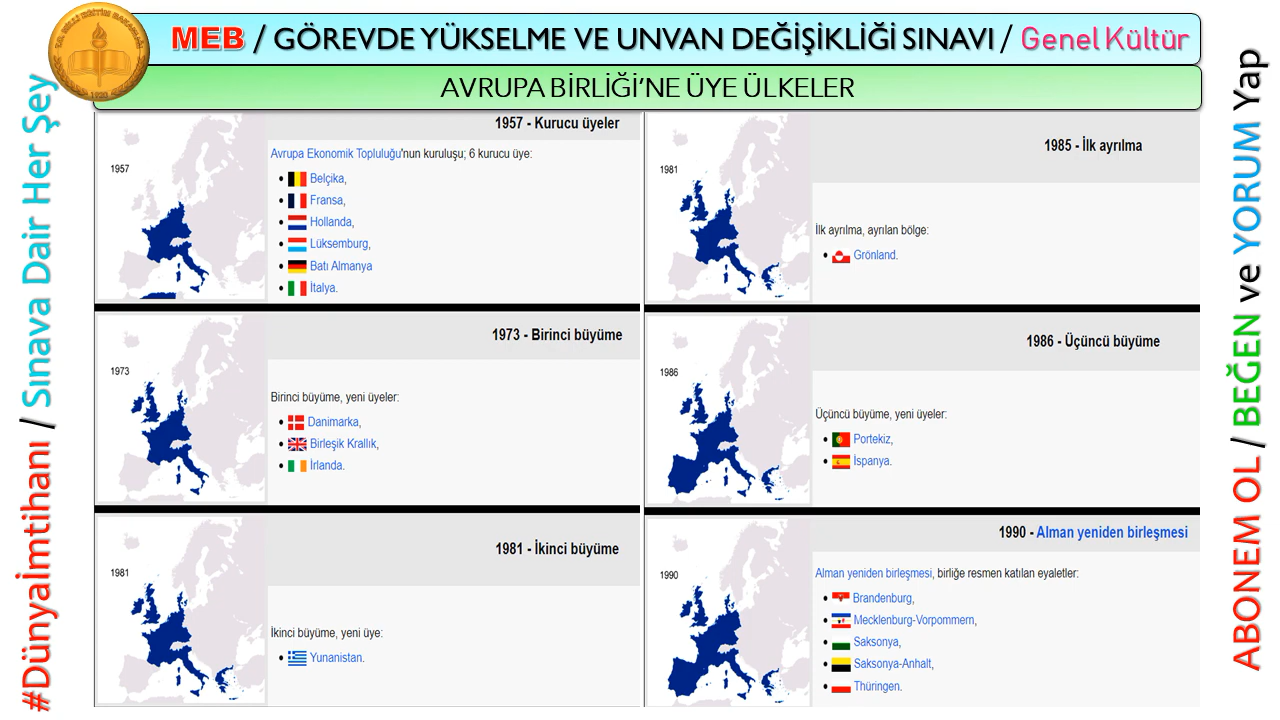 T.C. MİLLÎ EĞİTİM BAKANLIĞI
MEB / GÖREVDE YÜKSELME VE UNVAN DEĞİŞİKLİĞİ SINAVI / Genel Kültür
AVRUPA BİRLİĞİ’NE ÜYE ÜLKELER
#Dünyaimtihanı / Sınava Dair Her Şey
1957 - Kurucu üyeler
1957
Avrupa Ekonomik Topluluğu'nun kuruluşu; 6 kurucu üye:
• Belçika,
• Fransa,
• Hollanda,
• Lüksemburg,
• Batı Almanya
• İtalya.
1973 - Birinci büyüme
1973
Birinci büyüme, yeni üyeler:
• Danimarka,
• Birleşik Krallık,
• İrlanda.
1981 - İkinci büyüme
1981
İkinci büyüme, yeni üye:
• Yunanistan.
1985 - İlk ayrılma
1981
İlk ayrılma, ayrılan bölge:
• Grönland.
1986 - Üçüncü büyüme
1986
Üçüncü büyüme, yeni üyeler:
• Portekiz,
• İspanya.
1990 - Alman yeniden birleşmesi
1990
Alman yeniden birleşmesi, birliğe resmen katılan eyaletler:
• Brandenburg,
• Mecklenburg-Vorpommern,
• Saksonya,
• Saksonya-Anhalt,
• Thüringen.
ABONEM OL / BEĞEN ve YORUM Yap